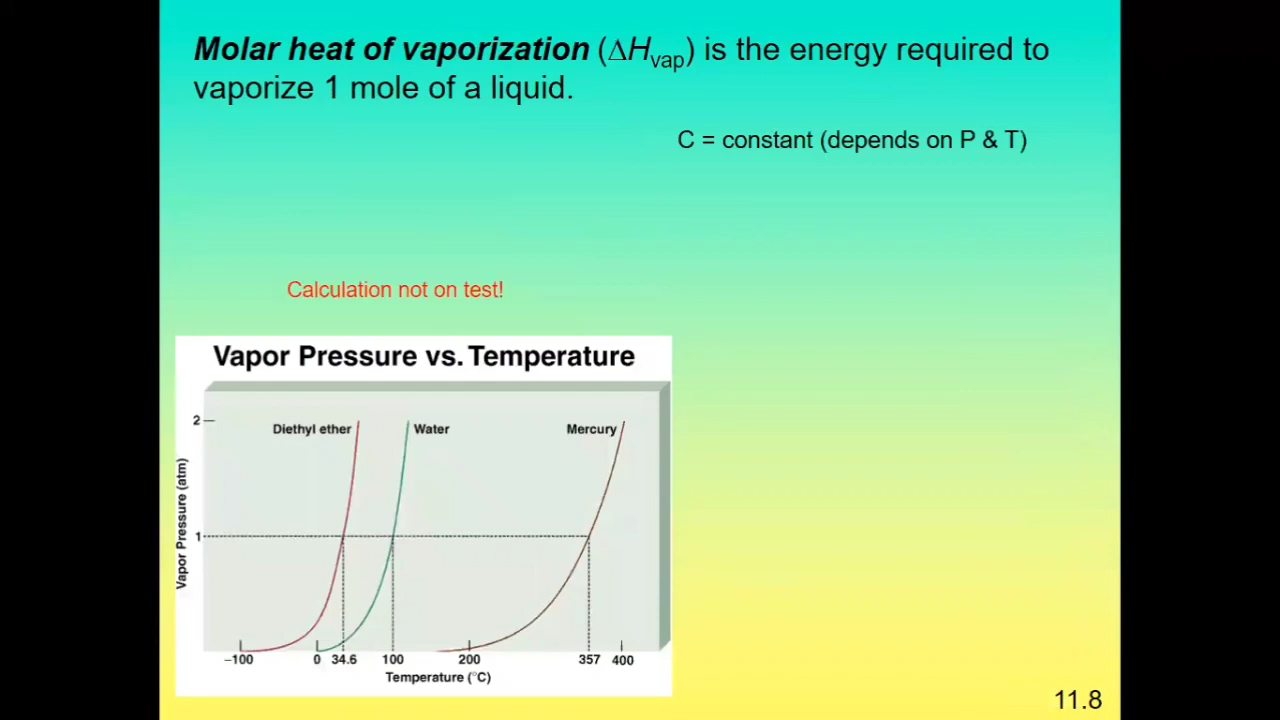 Molar heat of vaporization (ΔHvap) is the energy required to
vaporize 1 mole of a liquid.
C = constant (depends on P & T)
Calculation not on test!
Vapor Pressure vs. Temperature
2
Diethyl ether
Water
Mercury
Vapor Pressure (atm)
1
–100 0 34.6 100 200 357 400
Temperature (°C)
11.8